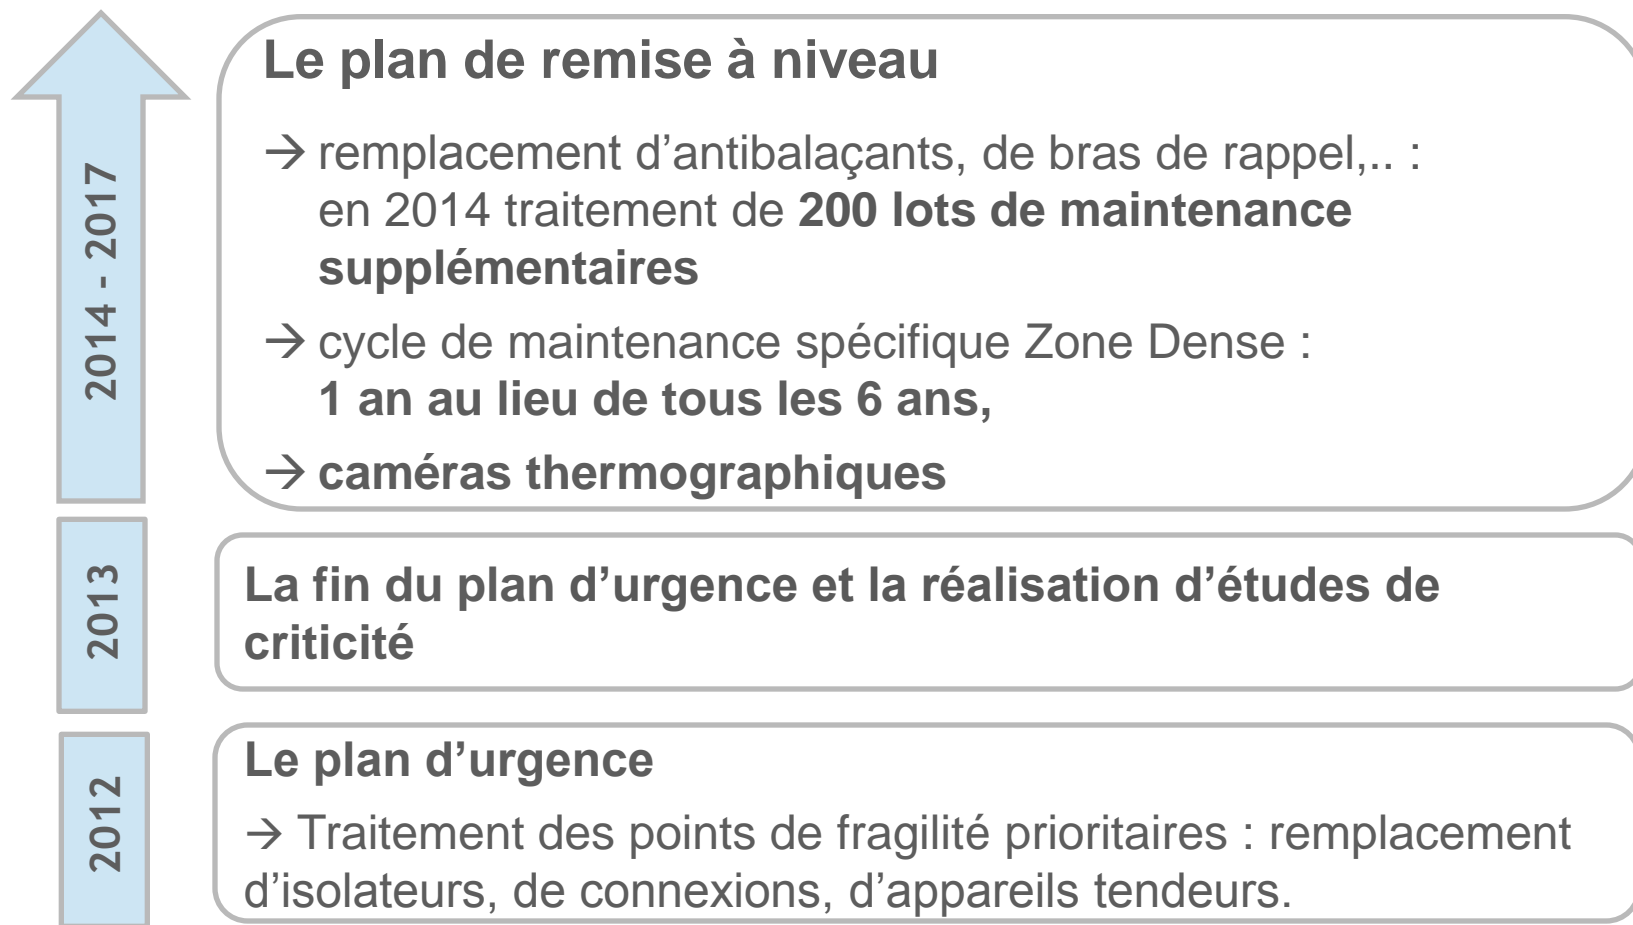 Le plan de remise à niveau
2014 - 2017
→ remplacement d’antibalaçants, de bras de rappel,.. :
en 2014 traitement de 200 lots de maintenance
supplémentaires
→ cycle de maintenance spécifique Zone Dense :
1 an au lieu de tous les 6 ans,
→ caméras thermographiques
2013
La fin du plan d’urgence et la réalisation d’études de
criticité
2012
Le plan d’urgence
→ Traitement des points de fragilité prioritaires : remplacement
d’isolateurs, de connexions, d’appareils tendeurs.